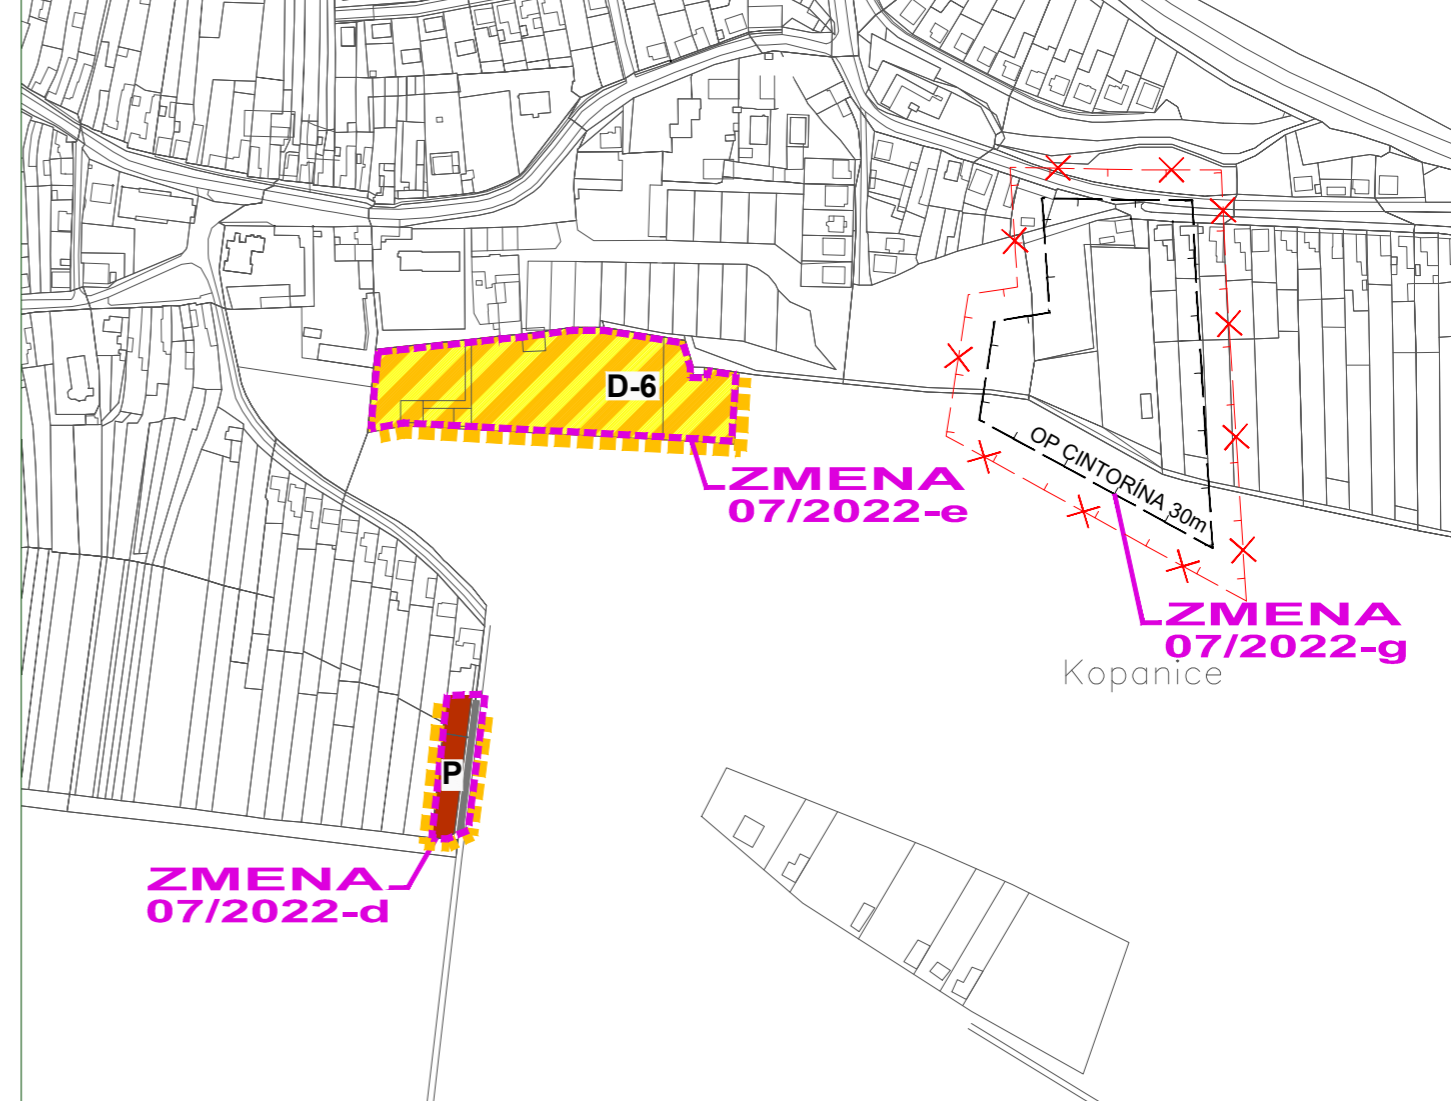 D-6
ZMENA
07/2022-e
OP CINTORÍNA 30m
ZMENA
07/2022-g
Kopanice
P
ZMENA
07/2022-d